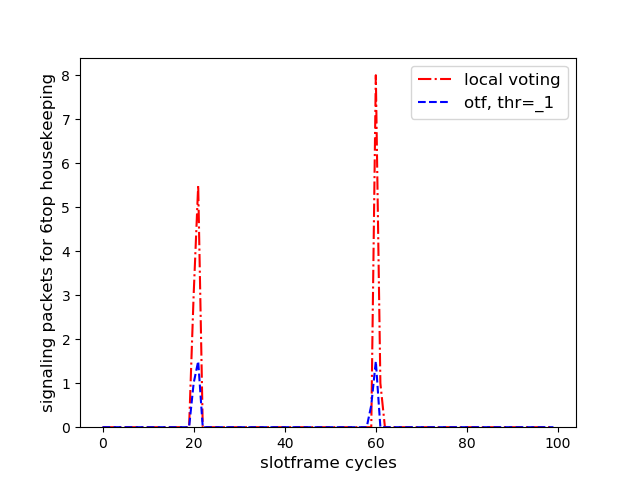 signaling packets for 6top housekeeping
8
7
6
5
4
3
2
1
0
local voting
otf, thr=_1
0 20 40 60 80 100
slotframe cycles